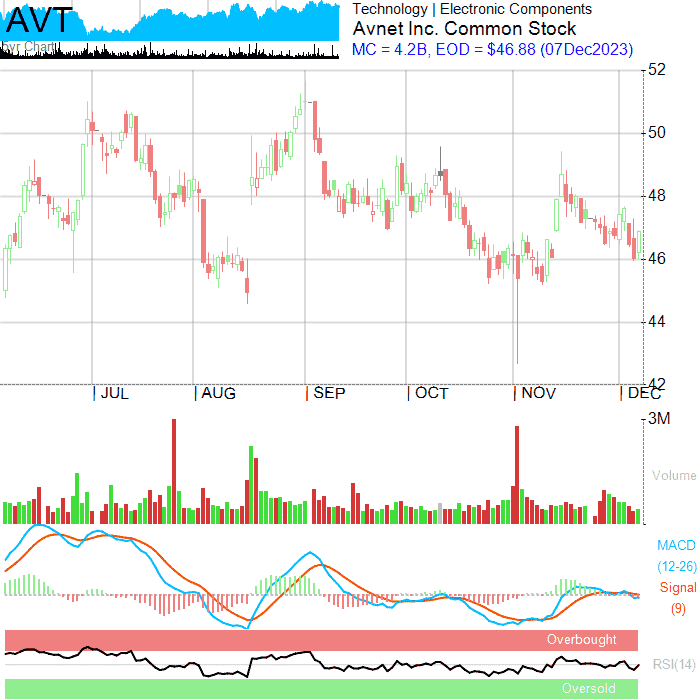 AVT
5yr Chart
Technology | Electronic Components
Avnet Inc. Common Stock
MC = 4.2B, EOD = $46.88 (07Dec2023)
52
50
48
46
44
42
JUL AUG SEP OCT NOV DEC
3M
Volume
MACD
(12-26)
Signal
(9)
Overbought
RSI(14)
Oversold